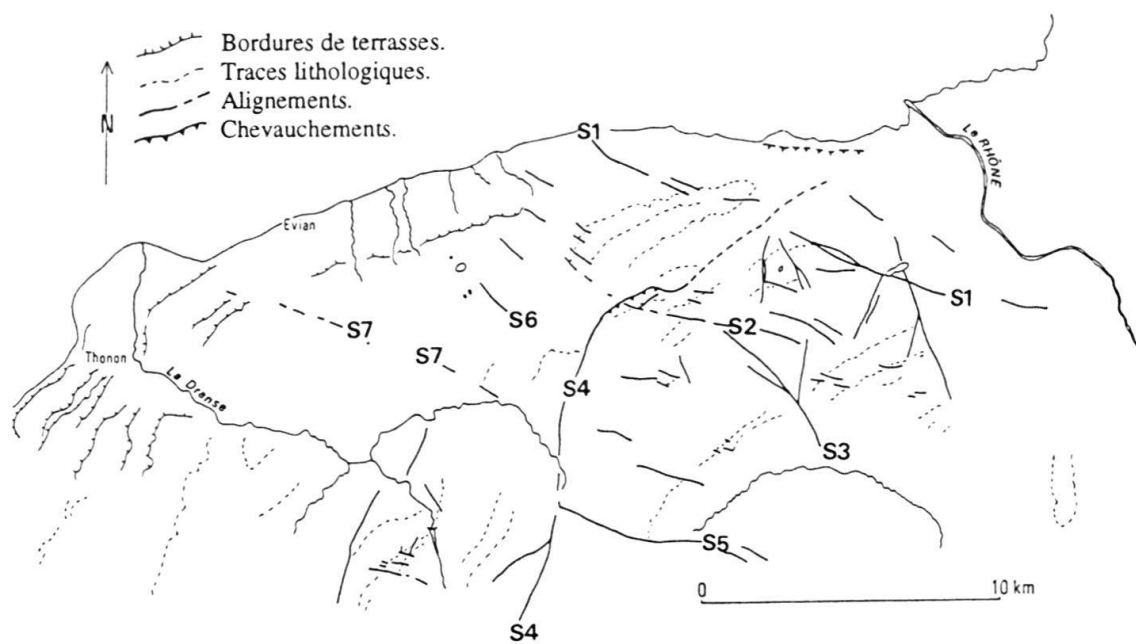 Bordures de terrasses.
Traces lithologiques.
Alignements.
Chevauchements.
N
Le RHÔNE
S1
Evian
S1
S6
S7
S2
S7
Thonon
S4
La Dranse
S3
S5
0 10 km
S4